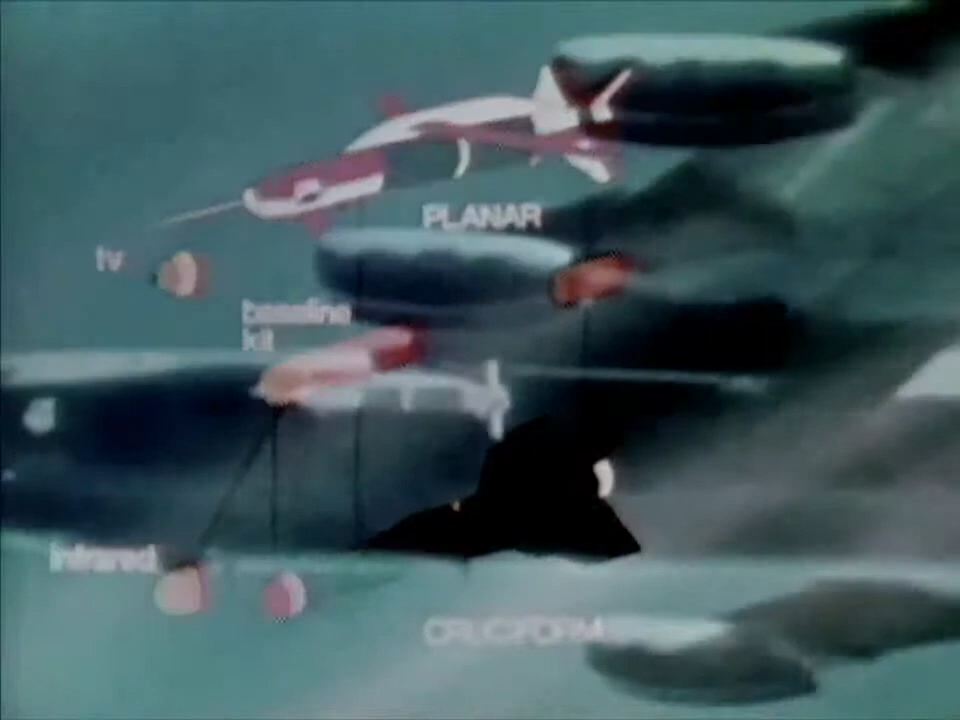 PLANAR
tv
baseline
kit
infrared
CRUCIFORM